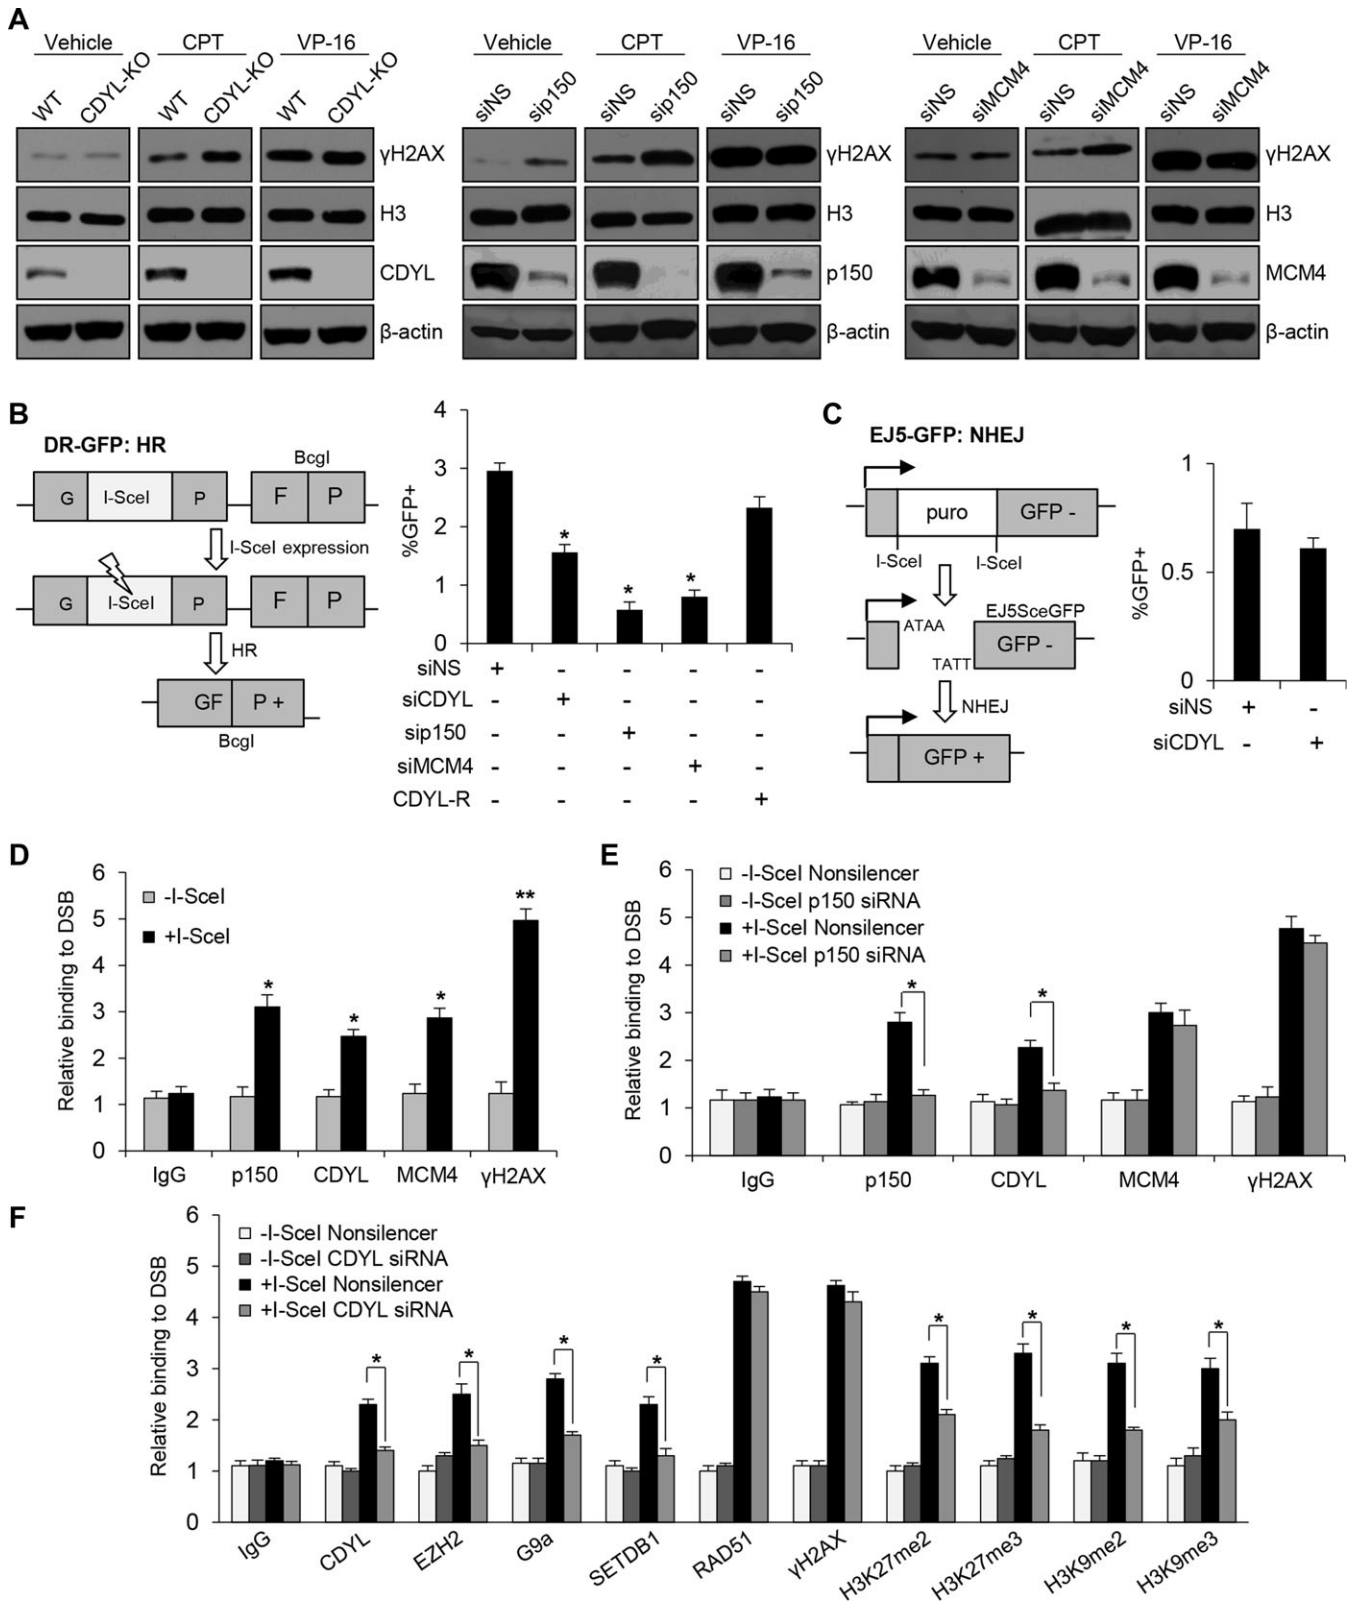 A
Vehicle CPT VP-16
WT CDYL-KO WT CDYL-KO WT CDYL-KO
γH2AX
H3
CDYL
β-actin
Vehicle CPT VP-16
siNS sip150 siNS sip150 siNS sip150
γH2AX
H3
p150
β-actin
Vehicle CPT VP-16
siNS siMCM4 siNS siMCM4 siNS siMCM4
γH2AX
H3
MCM4
β-actin
B
DR-GFP: HR
BcgI
G I-SceI P F P
I-SceI expression
G I-SceI P F P
HR
GF P +
BcgI
%GFP+
4
3
2
1
0
* * *
siNS + - - - -
siCDYL - + - - -
sip150 - - + - -
siMCM4 - - - + -
CDYL-R - - - - +
C
EJ5-GFP: NHEJ
puro GFP -
I-SceI I-SceI
EJ5SceGFP
ATAA
GFP -
TATT
NHEJ
GFP +
%GFP+
1
0.5
0
siNS + -
siCDYL - +
D
Relative binding to DSB
6
5
4
3
2
1
0
-I-SceI
+I-SceI
* * * **
IgG p150 CDYL MCM4 γH2AX
E
Relative binding to DSB
6
5
4
3
2
1
0
-I-SceI Nonsilencer
-I-SceI p150 siRNA
+I-SceI Nonsilencer
+I-SceI p150 siRNA
* *
IgG p150 CDYL MCM4 γH2AX
F
Relative binding to DSB
6
5
4
3
2
1
0
-I-SceI Nonsilencer
-I-SceI CDYL siRNA
+I-SceI Nonsilencer
+I-SceI CDYL siRNA
* * * * * * * *
IgG CDYL EZH2 G9a SETDB1 RAD51 γH2AX H3K27me2 H3K27me3 H3K9me2 H3K9me3